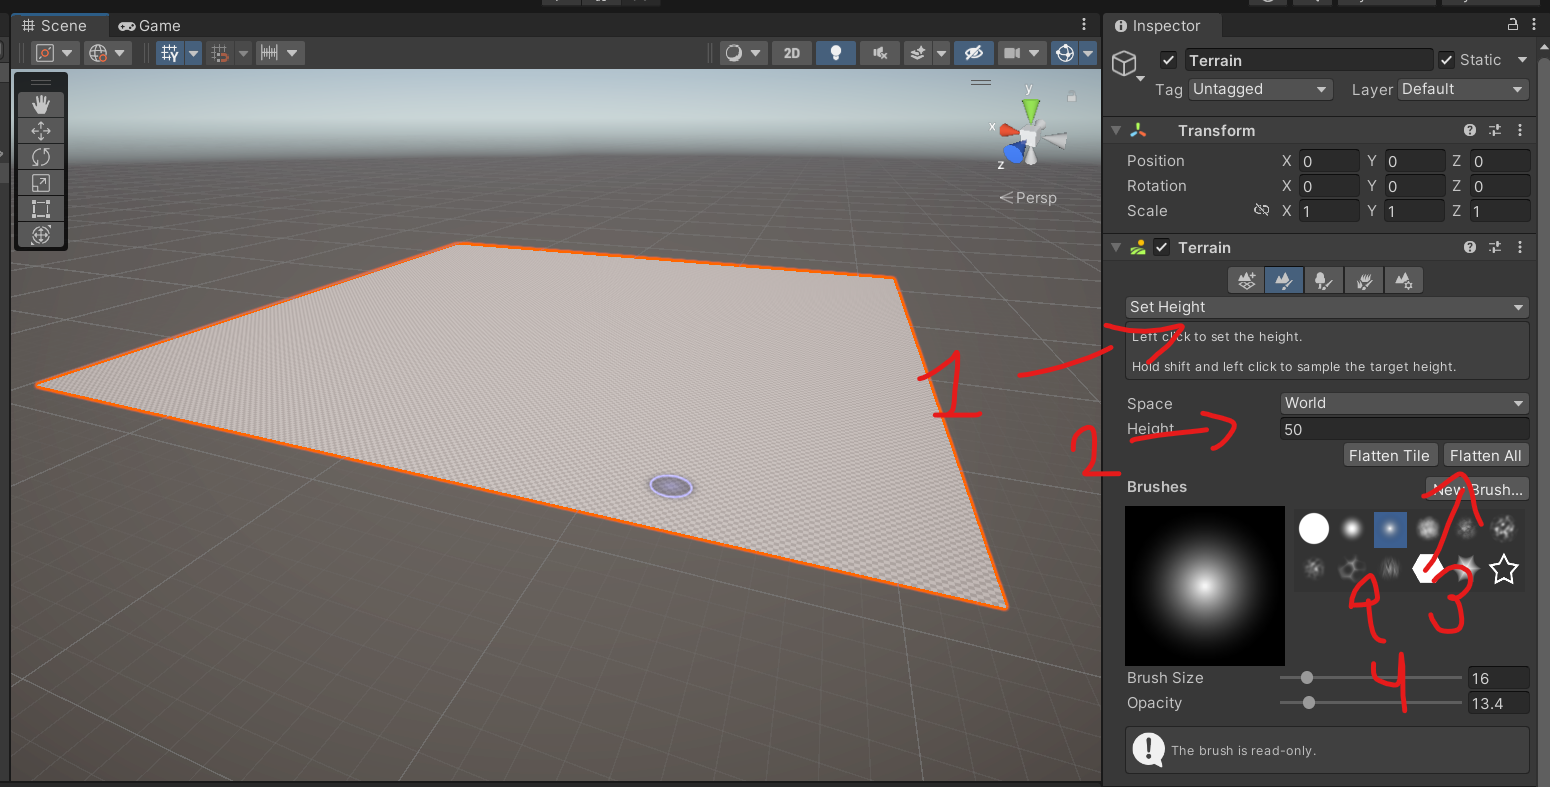 Scene
Game
Inspector
2D
Terrain
Static
Tag Untagged Layer Default
Transform
Position X 0 Y 0 Z 0
Rotation X 0 Y 0 Z 0
Scale X 1 Y 1 Z 1
y
x
z
Persp
Terrain
Set Height
Left click to set the height.
Hold shift and left click to sample the target height.
1
Space World
Height 50
2
Flatten Tile Flatten All
Brushes New Brush...
3
4
Brush Size 16
Opacity 13.4
The brush is read-only.